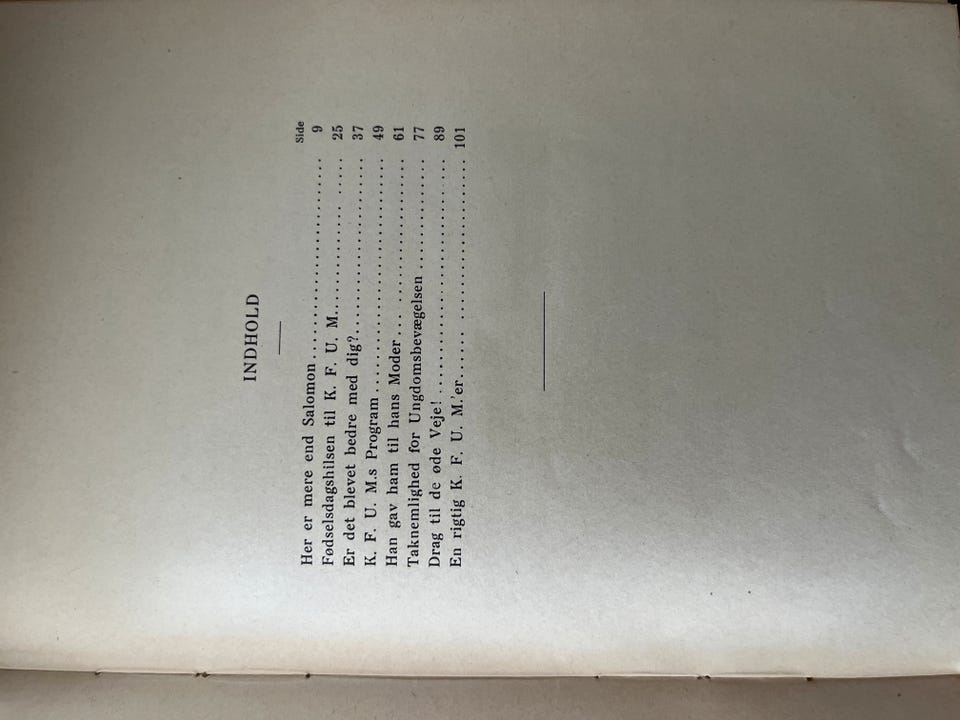 INDHOLD
Side
Her er mere end Salomon 9
Fødselsdagshilsen til K. F. U. M. 25
Er det blevet bedre med dig? 37
K. F. U. M.s Program 49
Han gav ham til hans Moder 61
Taknemlighed for Ungdomsbevægelsen 77
Drag til de øde Veje! 89
En rigtig K. F. U. M.'er 101